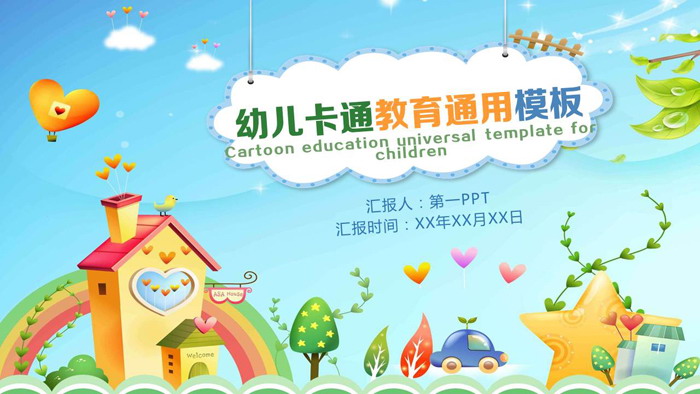 幼儿卡通教育通用模板
Cartoon education universal template for
children
汇报人：第一PPT
汇报时间：XX年XX月XX日
Welcome